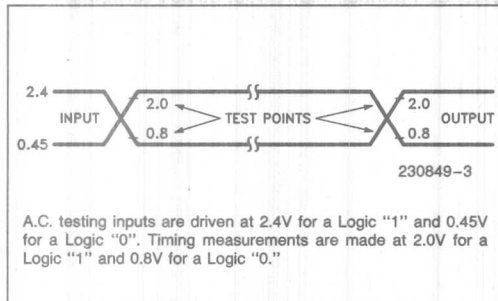 2.4
INPUT
0.45
2.0
0.8
TEST POINTS
2.0
0.8
OUTPUT
230849-3
A.C. testing inputs are driven at 2.4V for a Logic "1" and 0.45V
for a Logic "0". Timing measurements are made at 2.0V for a
Logic "1" and 0.8V for a Logic "0."